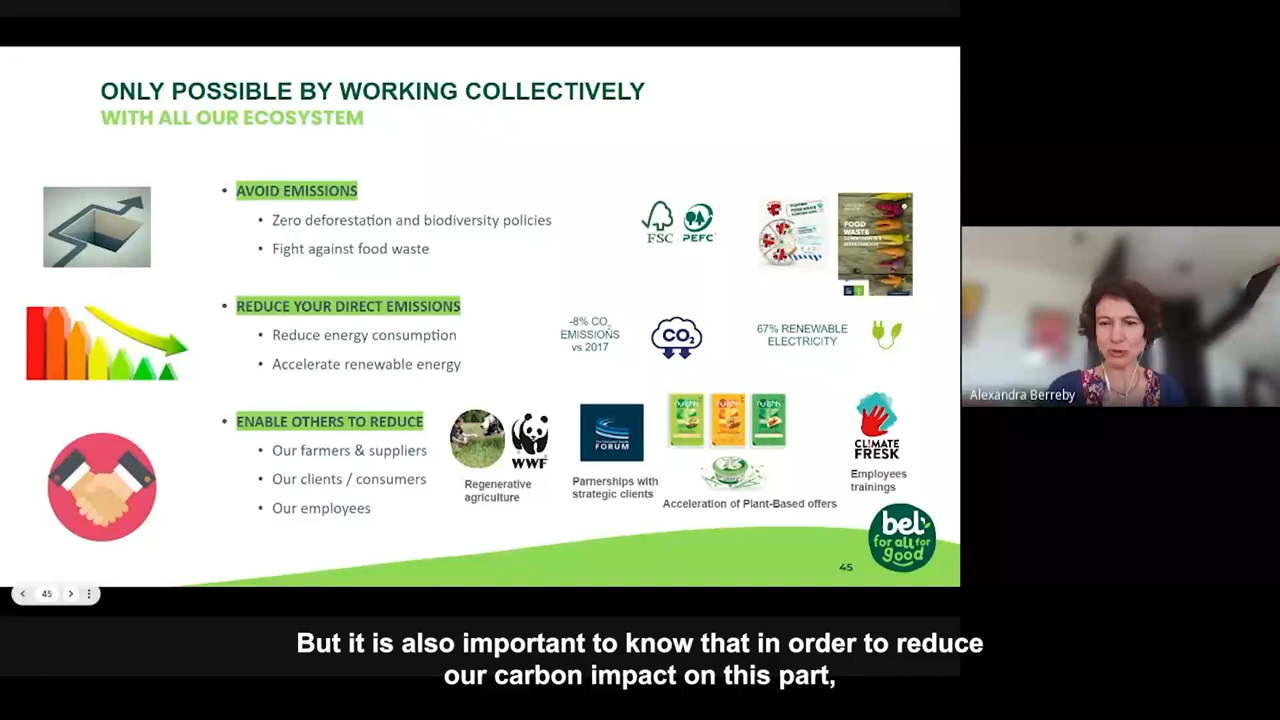 ONLY POSSIBLE BY WORKING COLLECTIVELY
WITH ALL OUR ECOSYSTEM
• AVOID EMISSIONS
• Zero deforestation and biodiversity policies
• Fight against food waste
FSC
PEFC
FOOD
WASTE
• REDUCE YOUR DIRECT EMISSIONS
• Reduce energy consumption
• Accelerate renewable energy
-8% CO2
EMISSIONS
vs 2017
CO2
67% RENEWABLE
ELECTRICITY
• ENABLE OTHERS TO REDUCE
• Our farmers & suppliers
• Our clients / consumers
• Our employees
WWF
Regenerative
agriculture
FORUM
Parnerships with
strategic clients
Acceleration of Plant-Based offers
CLIMATE
FRESK
Employees
trainings
bel
for all for
good
45
45
Alexandra Berreby
But it is also important to know that in order to reduce
our carbon impact on this part,